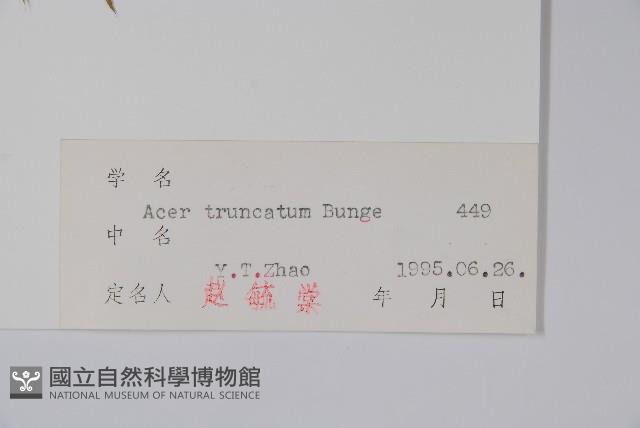 学 名
Acer truncatum Bunge 449
中 名
Y.T.Zhao 1995.06.26.
定名人 赵毓棠 年 月 日
國立自然科學博物館
NATIONAL MUSEUM OF NATURAL SCIENCE